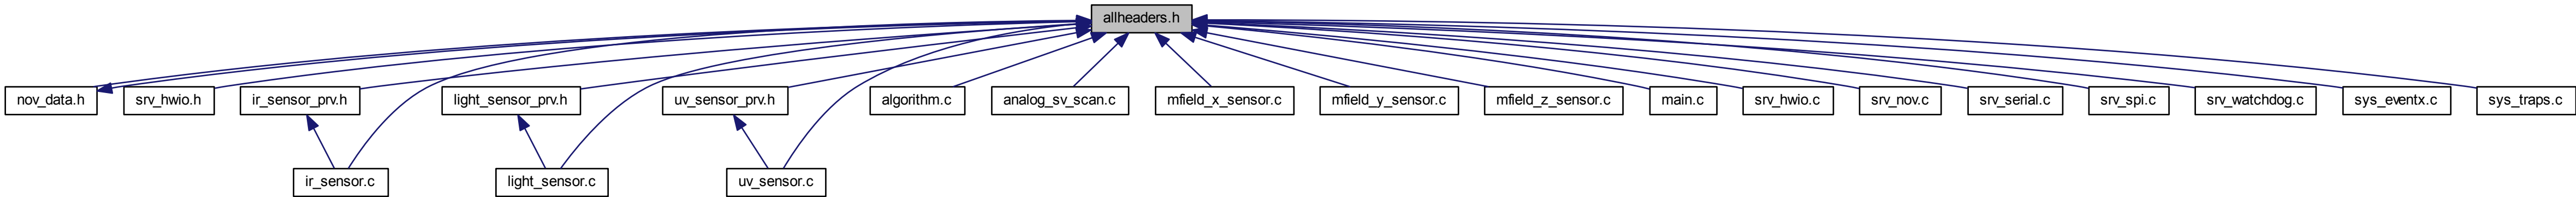 allheaders.h
nov_data.h
srv_hwio.h
ir_sensor_prv.h
light_sensor_prv.h
uv_sensor_prv.h
algorithm.c
analog_sv_scan.c
mfield_x_sensor.c
mfield_y_sensor.c
mfield_z_sensor.c
main.c
srv_hwio.c
srv_nov.c
srv_serial.c
srv_spi.c
srv_watchdog.c
sys_eventx.c
sys_traps.c
ir_sensor.c
light_sensor.c
uv_sensor.c